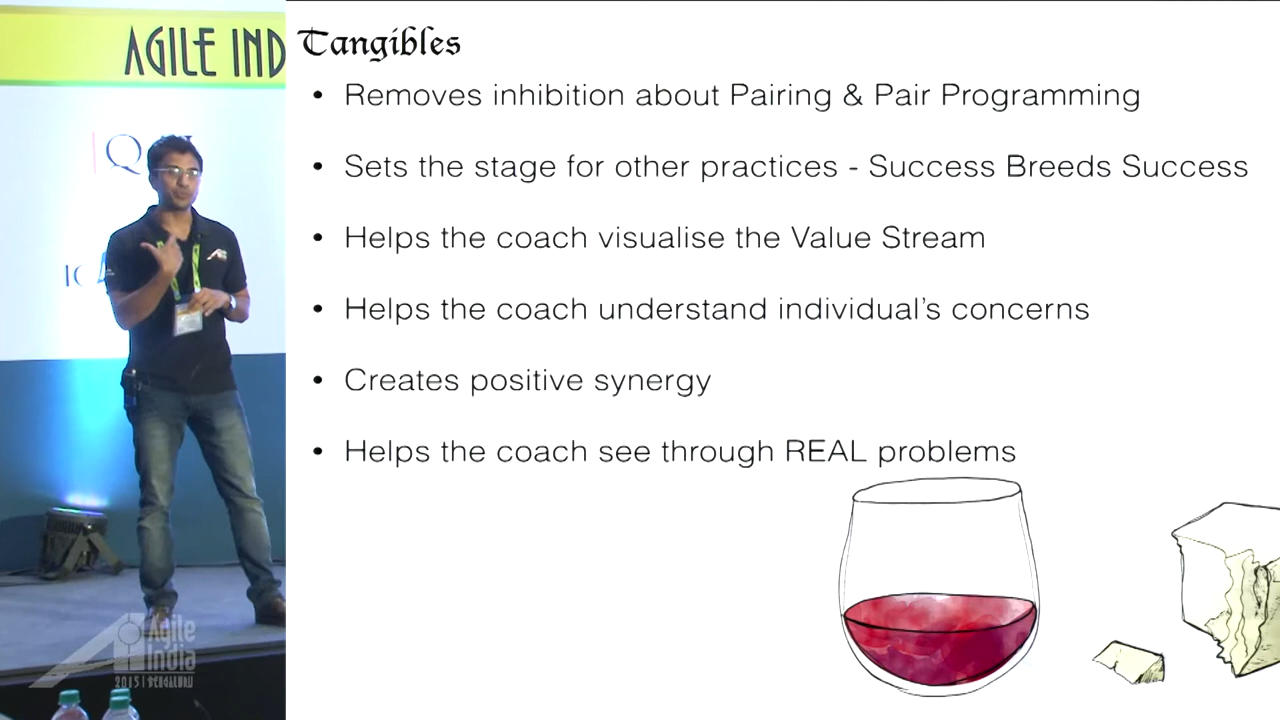 AGILE IND
Tangibles
• Removes inhibition about Pairing & Pair Programming
• Sets the stage for other practices - Success Breeds Success
• Helps the coach visualise the Value Stream
• Helps the coach understand individual's concerns
• Creates positive synergy
• Helps the coach see through REAL problems
Agile
India
2015 | BENGALURU